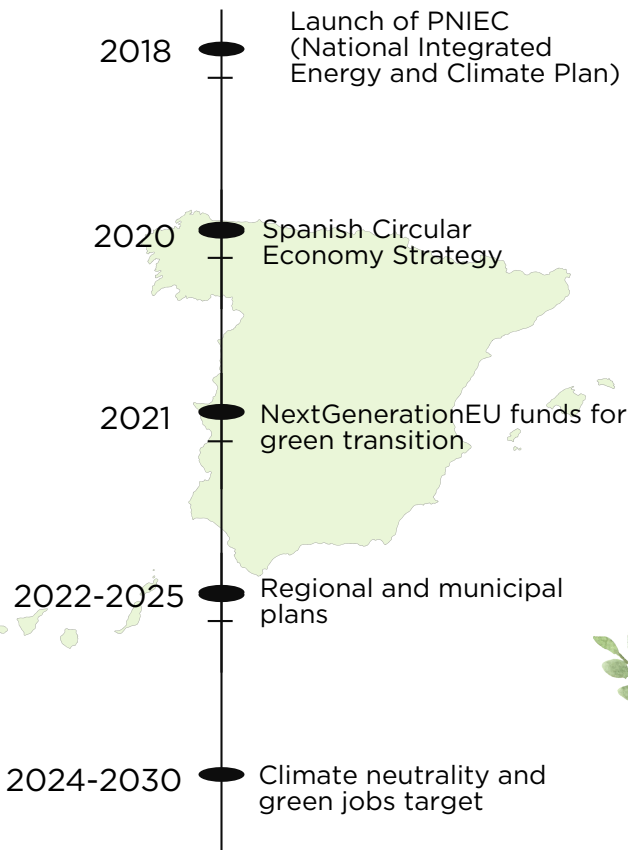 2018
Launch of PNIEC
(National Integrated
Energy and Climate Plan)
2020
Spanish Circular
Economy Strategy
2021
NextGenerationEU funds for
green transition
2022-2025
Regional and municipal
plans
2024-2030
Climate neutrality and
green jobs target